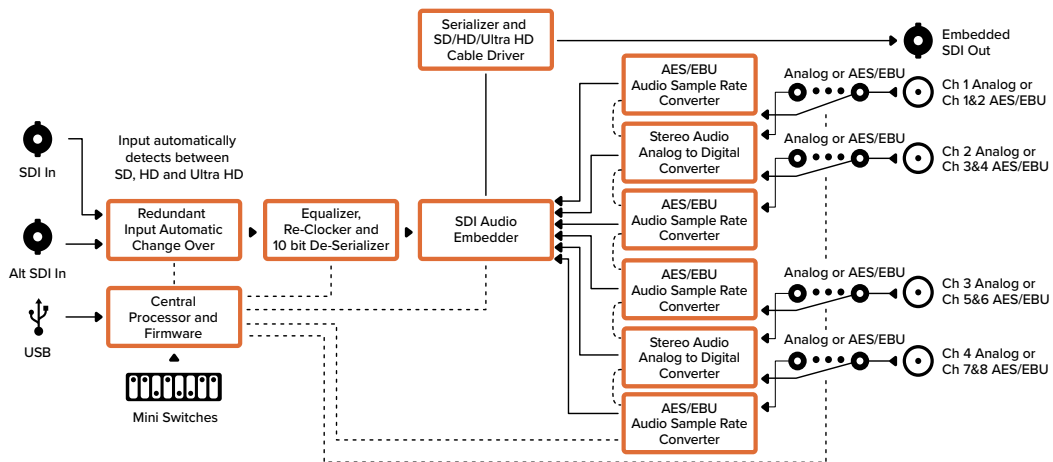 Serializer and
SD/HD/Ultra HD
Cable Driver
Embedded
SDI Out
AES/EBU
Audio Sample Rate
Converter
Analog or AES/EBU
Ch 1 Analog or
Ch 1&2 AES/EBU
Input automatically
detects between
SD, HD and Ultra HD
SDI In
Stereo Audio
Analog to Digital
Converter
Analog or AES/EBU
Ch 2 Analog or
Ch 3&4 AES/EBU
Redundant
Input Automatic
Change Over
Equalizer,
Re-Clocker and
10 bit De-Serializer
SDI Audio
Embedder
AES/EBU
Audio Sample Rate
Converter
Alt SDI In
AES/EBU
Audio Sample Rate
Converter
Analog or AES/EBU
Ch 3 Analog or
Ch 5&6 AES/EBU
Central
Processor and
Firmware
USB
Stereo Audio
Analog to Digital
Converter
Analog or AES/EBU
Ch 4 Analog or
Ch 7&8 AES/EBU
Mini Switches
AES/EBU
Audio Sample Rate
Converter